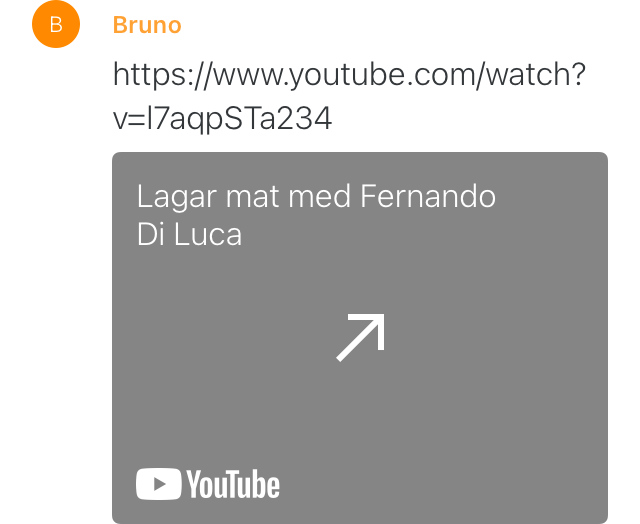 B
Bruno
https://www.youtube.com/watch?
v=l7aqpSTa234
Lagar mat med Fernando
Di Luca
YouTube